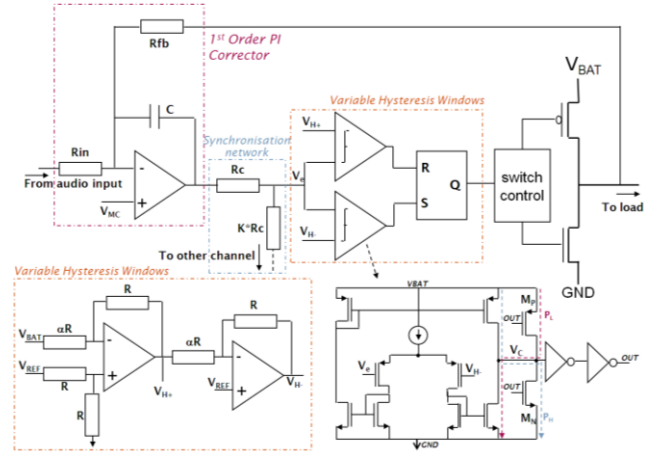 Rfb
1st Order PI
Corrector
VBAT
C
Variable Hysteresis Windows
Synchronisation
network
VH+
Rin
-
Rc
Ve
R
Q
switch
control
From audio input
+
VMC
S
To load
K*Rc
VH-
To other channel
GND
Variable Hysteresis Windows
VBAT
R
R
MP
OUT
PL
VBAT
αR
-
αR
-
VC
OUT
VREF
+
VREF
+
VH-
Ve
VH-
OUT
R
VH+
R
MN
PH
GND